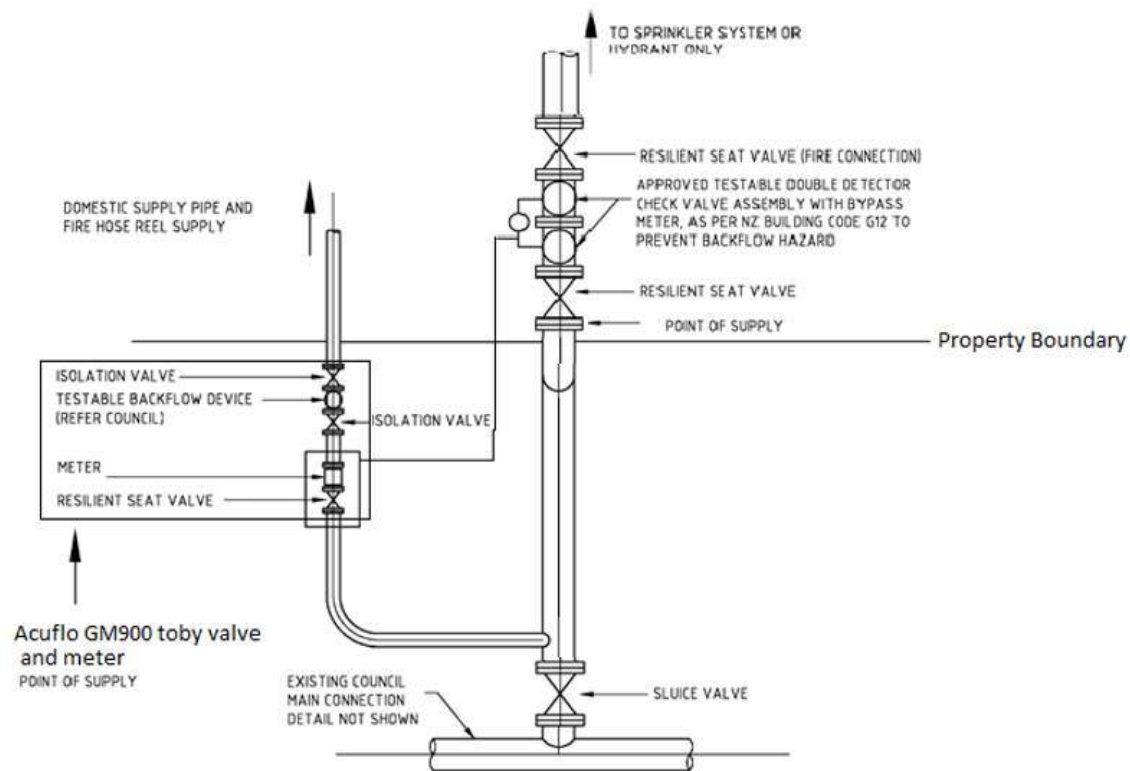 TO SPRINKLER SYSTEM OR
HYDRANT ONLY
RESILIENT SEAT VALVE (FIRE CONNECTION)
APPROVED TESTABLE DOUBLE DETECTOR
CHECK VALVE ASSEMBLY WITH BYPASS
METER, AS PER NZ BUILDING CODE G12 TO
PREVENT BACKFLOW HAZARD
DOMESTIC SUPPLY PIPE AND
FIRE HOSE REEL SUPPLY
RESILIENT SEAT VALVE
POINT OF SUPPLY
Property Boundary
ISOLATION VALVE
TESTABLE BACKFLOW DEVICE
(REFER COUNCIL)
ISOLATION VALVE
METER
RESILIENT SEAT VALVE
Acuflo GM900 toby valve
and meter
POINT OF SUPPLY
EXISTING COUNCIL
MAIN CONNECTION
DETAIL NOT SHOWN
SLUICE VALVE